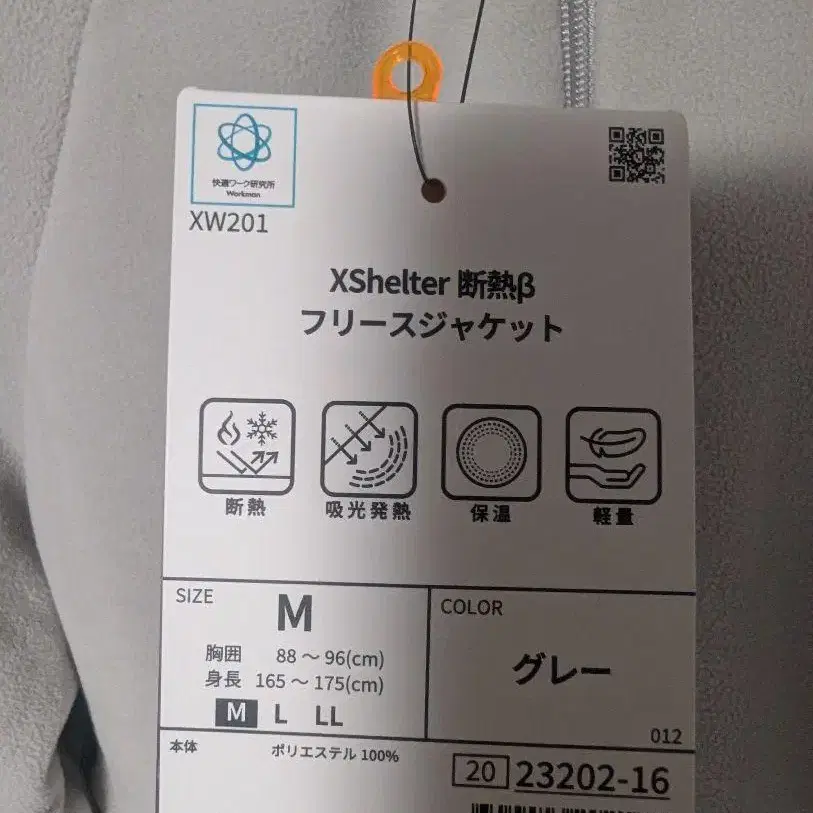 快適ワーク研究所
Workman
XW201
XShelter 断熱β
フリースジャケット
断熱
吸光発熱
保温
軽量
SIZE
M
胸囲 88 ～ 96(cm)
身長 165 ～ 175(cm)
M L LL
COLOR
グレー
012
本体 ポリエステル 100%
20 23202-16